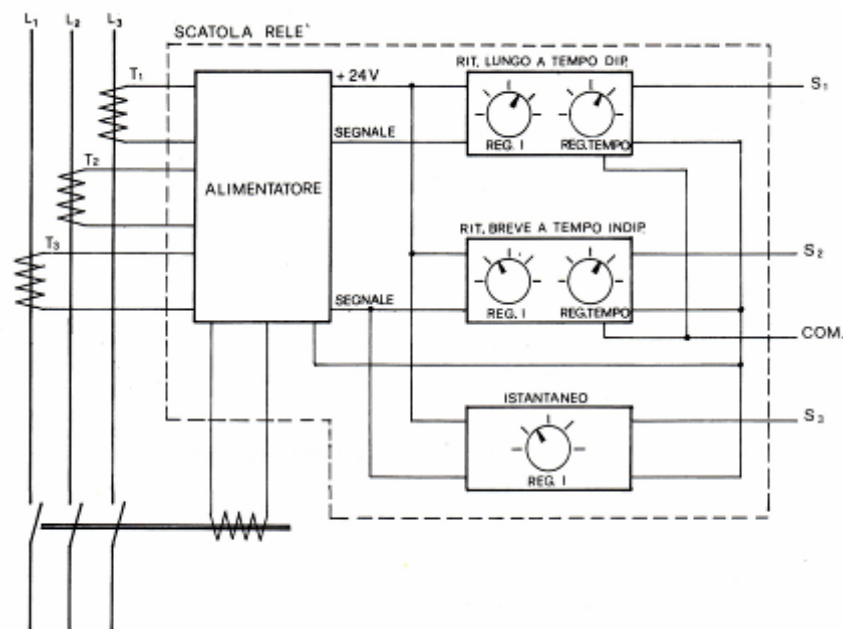 L1 L2 L3
SCATOLA RELE`
T1
+ 24V
RIT. LUNGO A TEMPO DIP.
S1
SEGNALE
REG. I
REG.TEMPO
T2
ALIMENTATORE
RIT. BREVE A TEMPO INDIP.
T3
S2
SEGNALE
REG. I
REG.TEMPO
COM.
ISTANTANEO
S3
REG. I